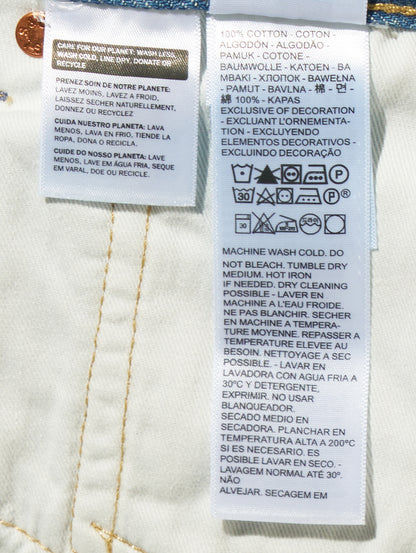 CARE FOR OUR PLANET: WASH LESS,
WASH COLD, LINE DRY, DONATE OR
RECYCLE
PRENEZ SOIN DE NOTRE PLANETE:
LAVEZ MOINS, LAVEZ A FROID,
LAISSEZ SECHER NATURELLEMENT,
DONNEZ OU RECYCLEZ
CUIDA NUESTRO PLANETA: LAVA
MENOS, LAVA EN FRIO, TIENDE LA
ROPA, DONA O RECICLA.
CUIDE DO NOSSO PLANETA: LAVE
MENOS, LAVE EM ÁGUA FRIA, SEQUE
EM VARAL, DOE OU RECICLE.
100% COTTON - COTON -
ALGODÓN - ALGODÃO -
PAMUK - COTONE -
BAUMWOLLE - KATOEN - BA
MBAKI - ХЛОПОК - BAWEŁNA
- PAMUT - BAVLNA - 棉 - 면 -
綿 100% - KAPAS
EXCLUSIVE OF DECORATION
- EXCLUANT L'ORNEMENTA-
TION - EXCLUYENDO
ELEMENTOS DECORATIVOS -
EXCLUINDO DECORAÇÃO
P
30 P
30
MACHINE WASH COLD. DO
NOT BLEACH. TUMBLE DRY
MEDIUM. HOT IRON
IF NEEDED. DRY CLEANING
POSSIBLE - LAVER EN
MACHINE A L'EAU FROIDE.
NE PAS BLANCHIR. SECHER
EN MACHINE A TEMPERA-
TURE MOYENNE. REPASSER A
TEMPERATURE ELEVEE AU
BESOIN. NETTOYAGE A SEC
POSSIBLE. - LAVAR EN
LAVADORA CON AGUA FRIA A
30ºC Y DETERGENTE,
EXPRIMIR. NO USAR
BLANQUEADOR.
SECADO MEDIO EN
SECADORA. PLANCHAR EN
TEMPERATURA ALTA A 200ºC
SI ES NECESARIO. ES
POSIBLE LAVAR EN SECO. -
LAVAGEM NORMAL ATÉ 30º.
NÃO
ALVEJAR. SECAGEM EM